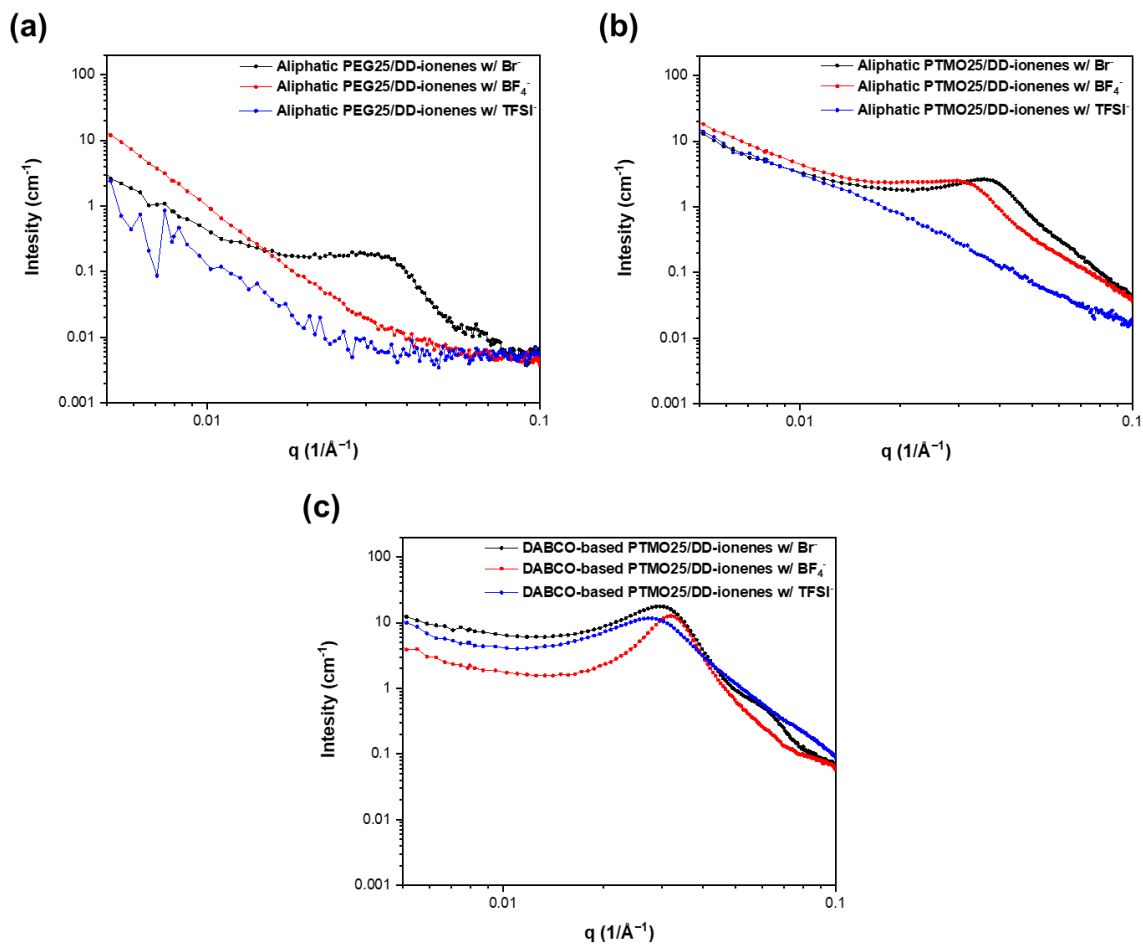 (a)
Aliphatic PEG25/DD-ionenes w/ Br⁻
Aliphatic PEG25/DD-ionenes w/ BF₄⁻
Aliphatic PEG25/DD-ionenes w/ TFSI⁻
100
10
1
0.1
0.01
0.001
Intesity (cm⁻¹)
0.01
0.1
q (1/Å⁻¹)
(b)
Aliphatic PTMO25/DD-ionenes w/ Br⁻
Aliphatic PTMO25/DD-ionenes w/ BF₄⁻
Aliphatic PTMO25/DD-ionenes w/ TFSI⁻
100
10
1
0.1
0.01
0.001
Intesity (cm⁻¹)
0.01
0.1
q (1/Å⁻¹)
(c)
DABCO-based PTMO25/DD-ionenes w/ Br⁻
DABCO-based PTMO25/DD-ionenes w/ BF₄⁻
DABCO-based PTMO25/DD-ionenes w/ TFSI⁻
100
10
1
0.1
0.01
0.001
Intesity (cm⁻¹)
0.01
0.1
q (1/Å⁻¹)